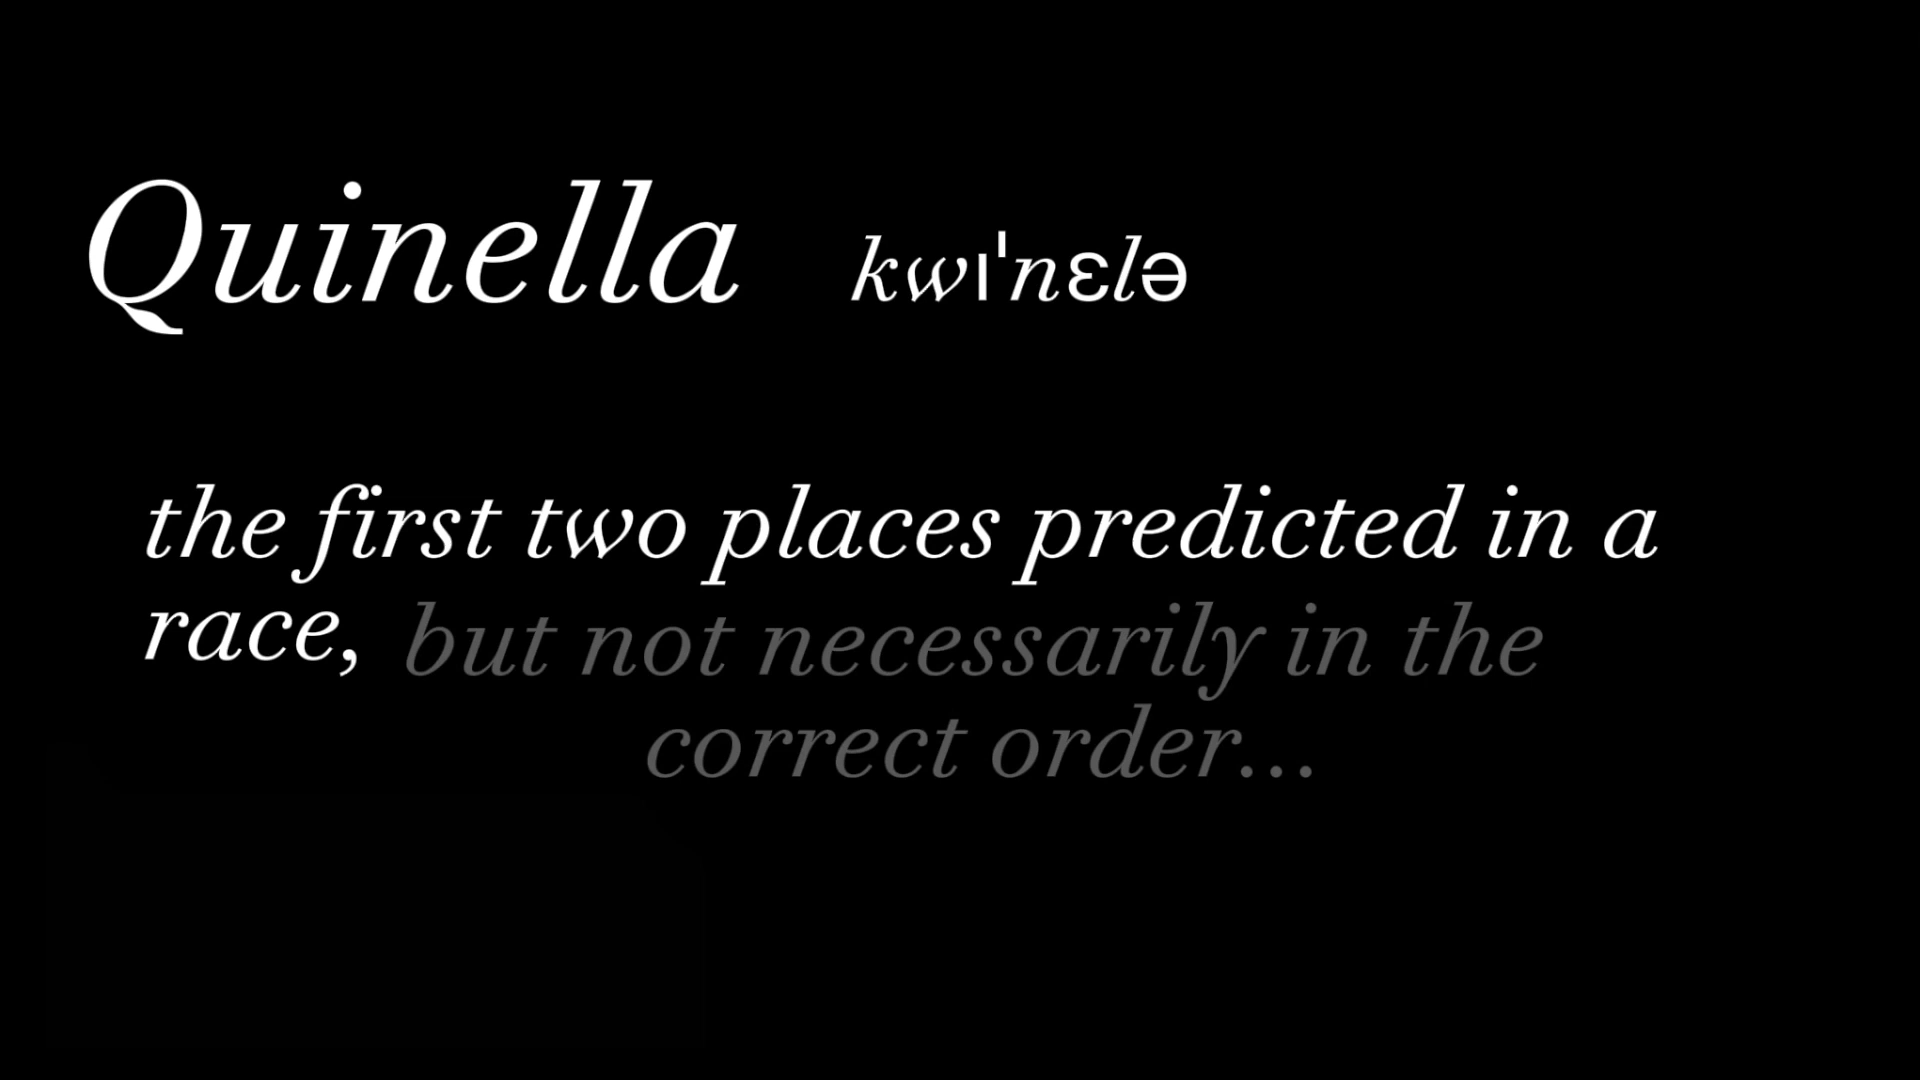 Quinella kwɪˈnɛlə
the first two places predicted in a
race, but not necessarily in the
correct order...